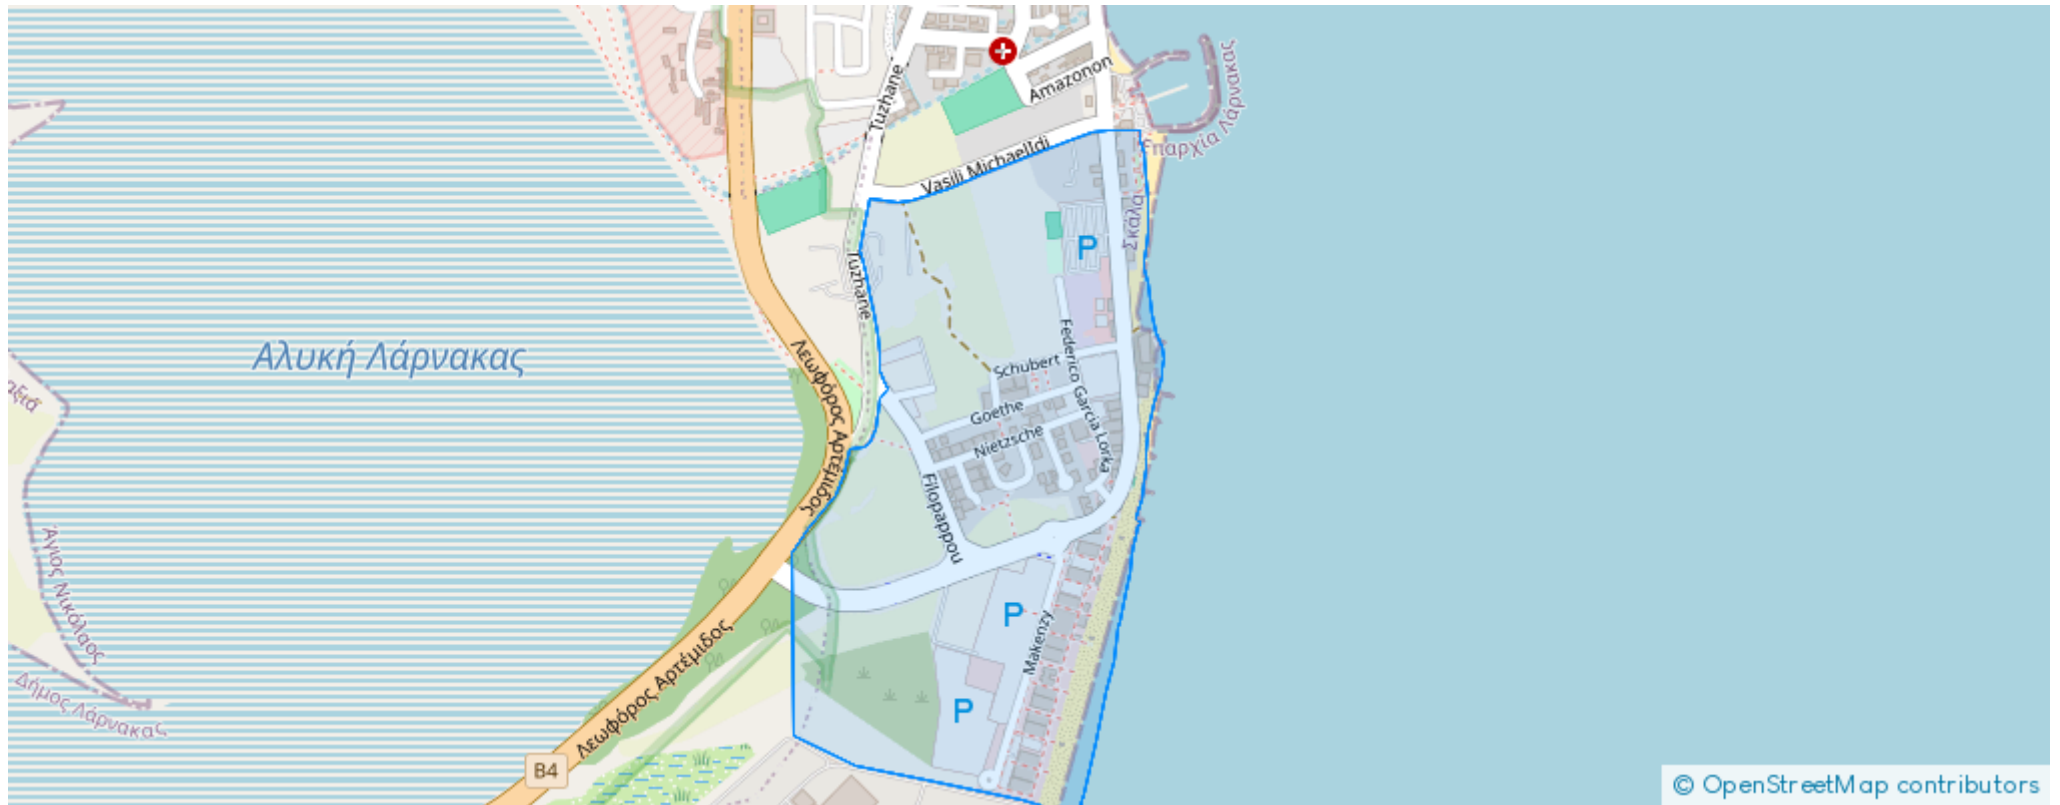 Tuzhane
Amazonon
Επαρχία Λάρνακας
Vasili Michaelldi
Σκάλα
P
Tuzhane
Αλυκή Λάρνακας
Λεωφόρος Αρτέμιδος
Schubert
Federico Garcia Lorka
Goethe
Nietzsche
Filopappou
Άγιος Νικόλαος
Δήμος Λάρνακας
P
Makenzy
P
Λεωφόρος Αρτέμιδος
B4
© OpenStreetMap contributors